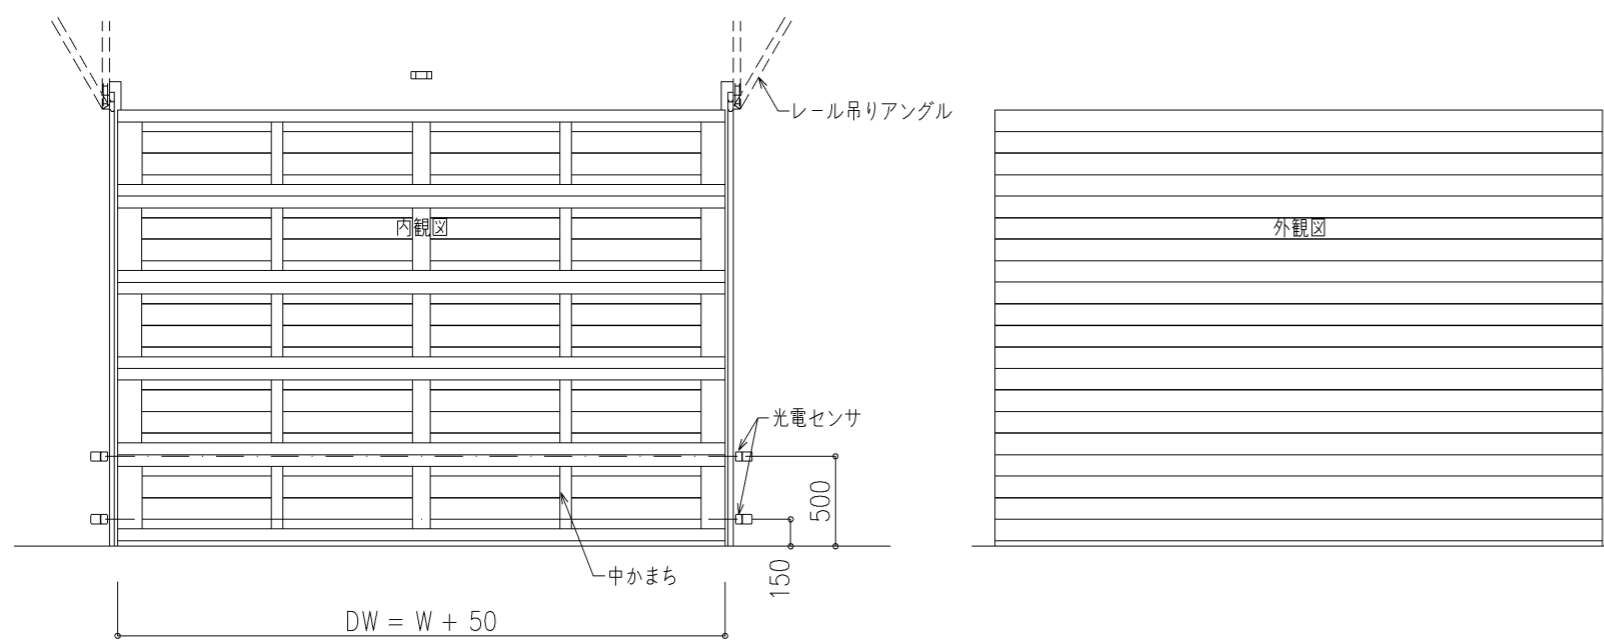 レール吊りアングル
内観図
外観図
光電センサ
500
150
中かまち
DW = W + 50